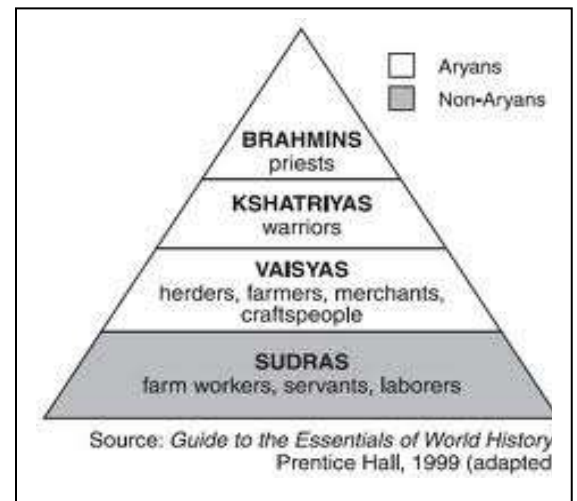 Aryans
Non-Aryans
BRAHMINS
priests
KSHATRIYAS
warriors
VAISYAS
herders, farmers, merchants,
craftspeople
SUDRAS
farm workers, servants, laborers
Source: Guide to the Essentials of World History
Prentice Hall, 1999 (adapted